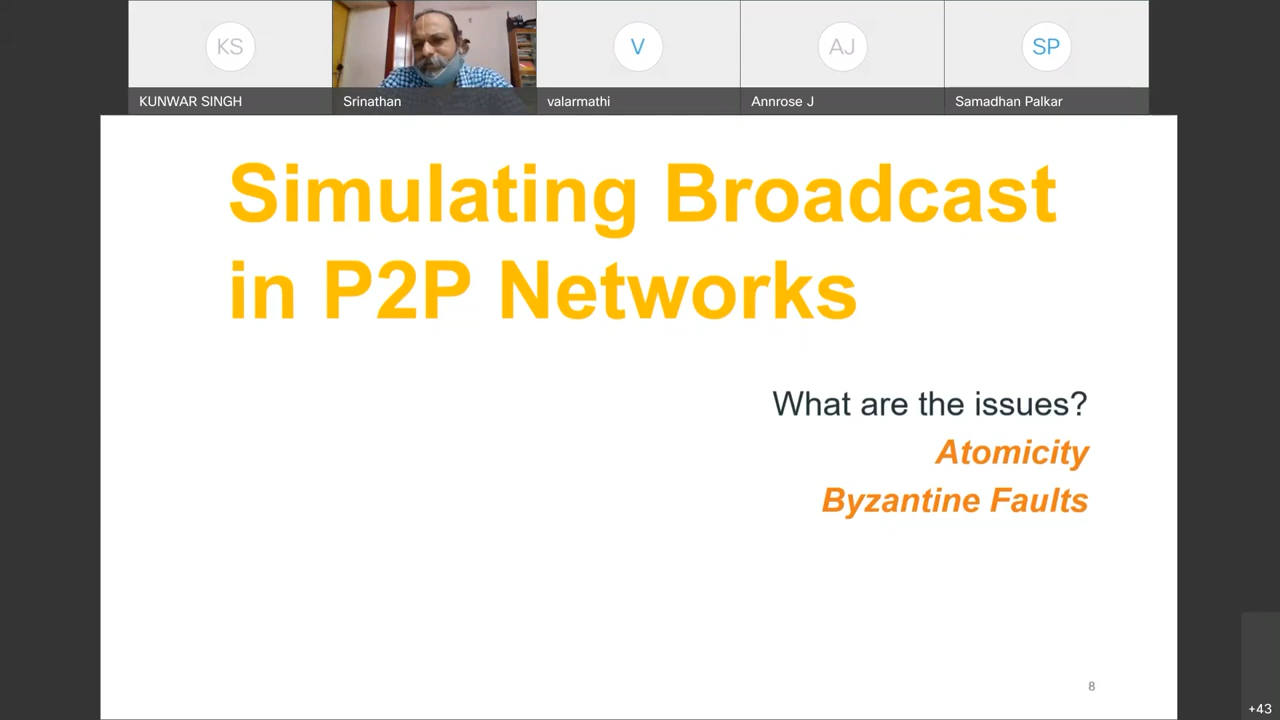 KS
V
AJ
SP
KUNWAR SINGH
Srinathan
valarmathi
Annrose J
Samadhan Palkar
Simulating Broadcast
in P2P Networks
What are the issues?
Atomicity
Byzantine Faults
8
+43